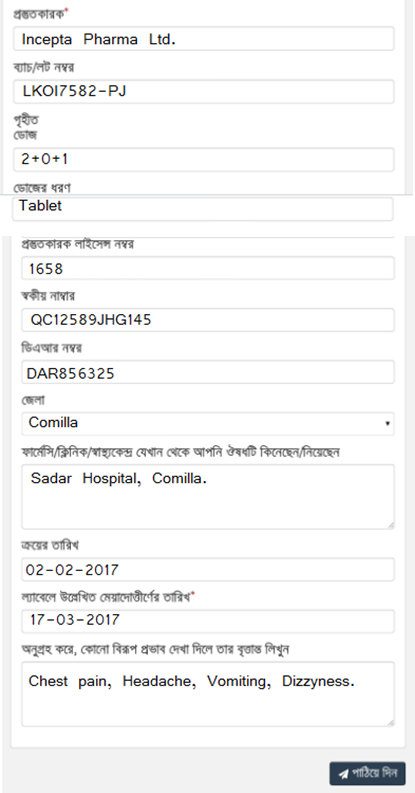 প্রস্তুতকারক*
Incepta Pharma Ltd.
ব্যাচ/লট নম্বর
LKOI7582-PJ
পৃহীত
ডোজ
2+0+1
ডোজের ধরণ
Tablet
প্রস্তুতকারক লাইসেন্স নম্বর
1658
স্বকীয় নাম্বার
QC12589JHG145
ডিএআর নম্বর
DAR856325
জেলা
Comilla
ফার্মেসি/ক্লিনিক/স্বাস্থ্যকেন্দ্র যেখান থেকে আপনি ঔষধটি কিনেছেন/নিয়েছেন
Sadar Hospital, Comilla.
ক্রয়ের তারিখ
02-02-2017
ল্যাবেলে উল্লেখিত মেয়াদোত্তীর্ণের তারিখ*
17-03-2017
অনুগ্রহ করে, কোনো বিরূপ প্রভাব দেখা দিলে তার বৃত্তান্ত লিখুন
Chest pain, Headache, Vomiting, Dizzyness.
পাঠিয়ে দিন